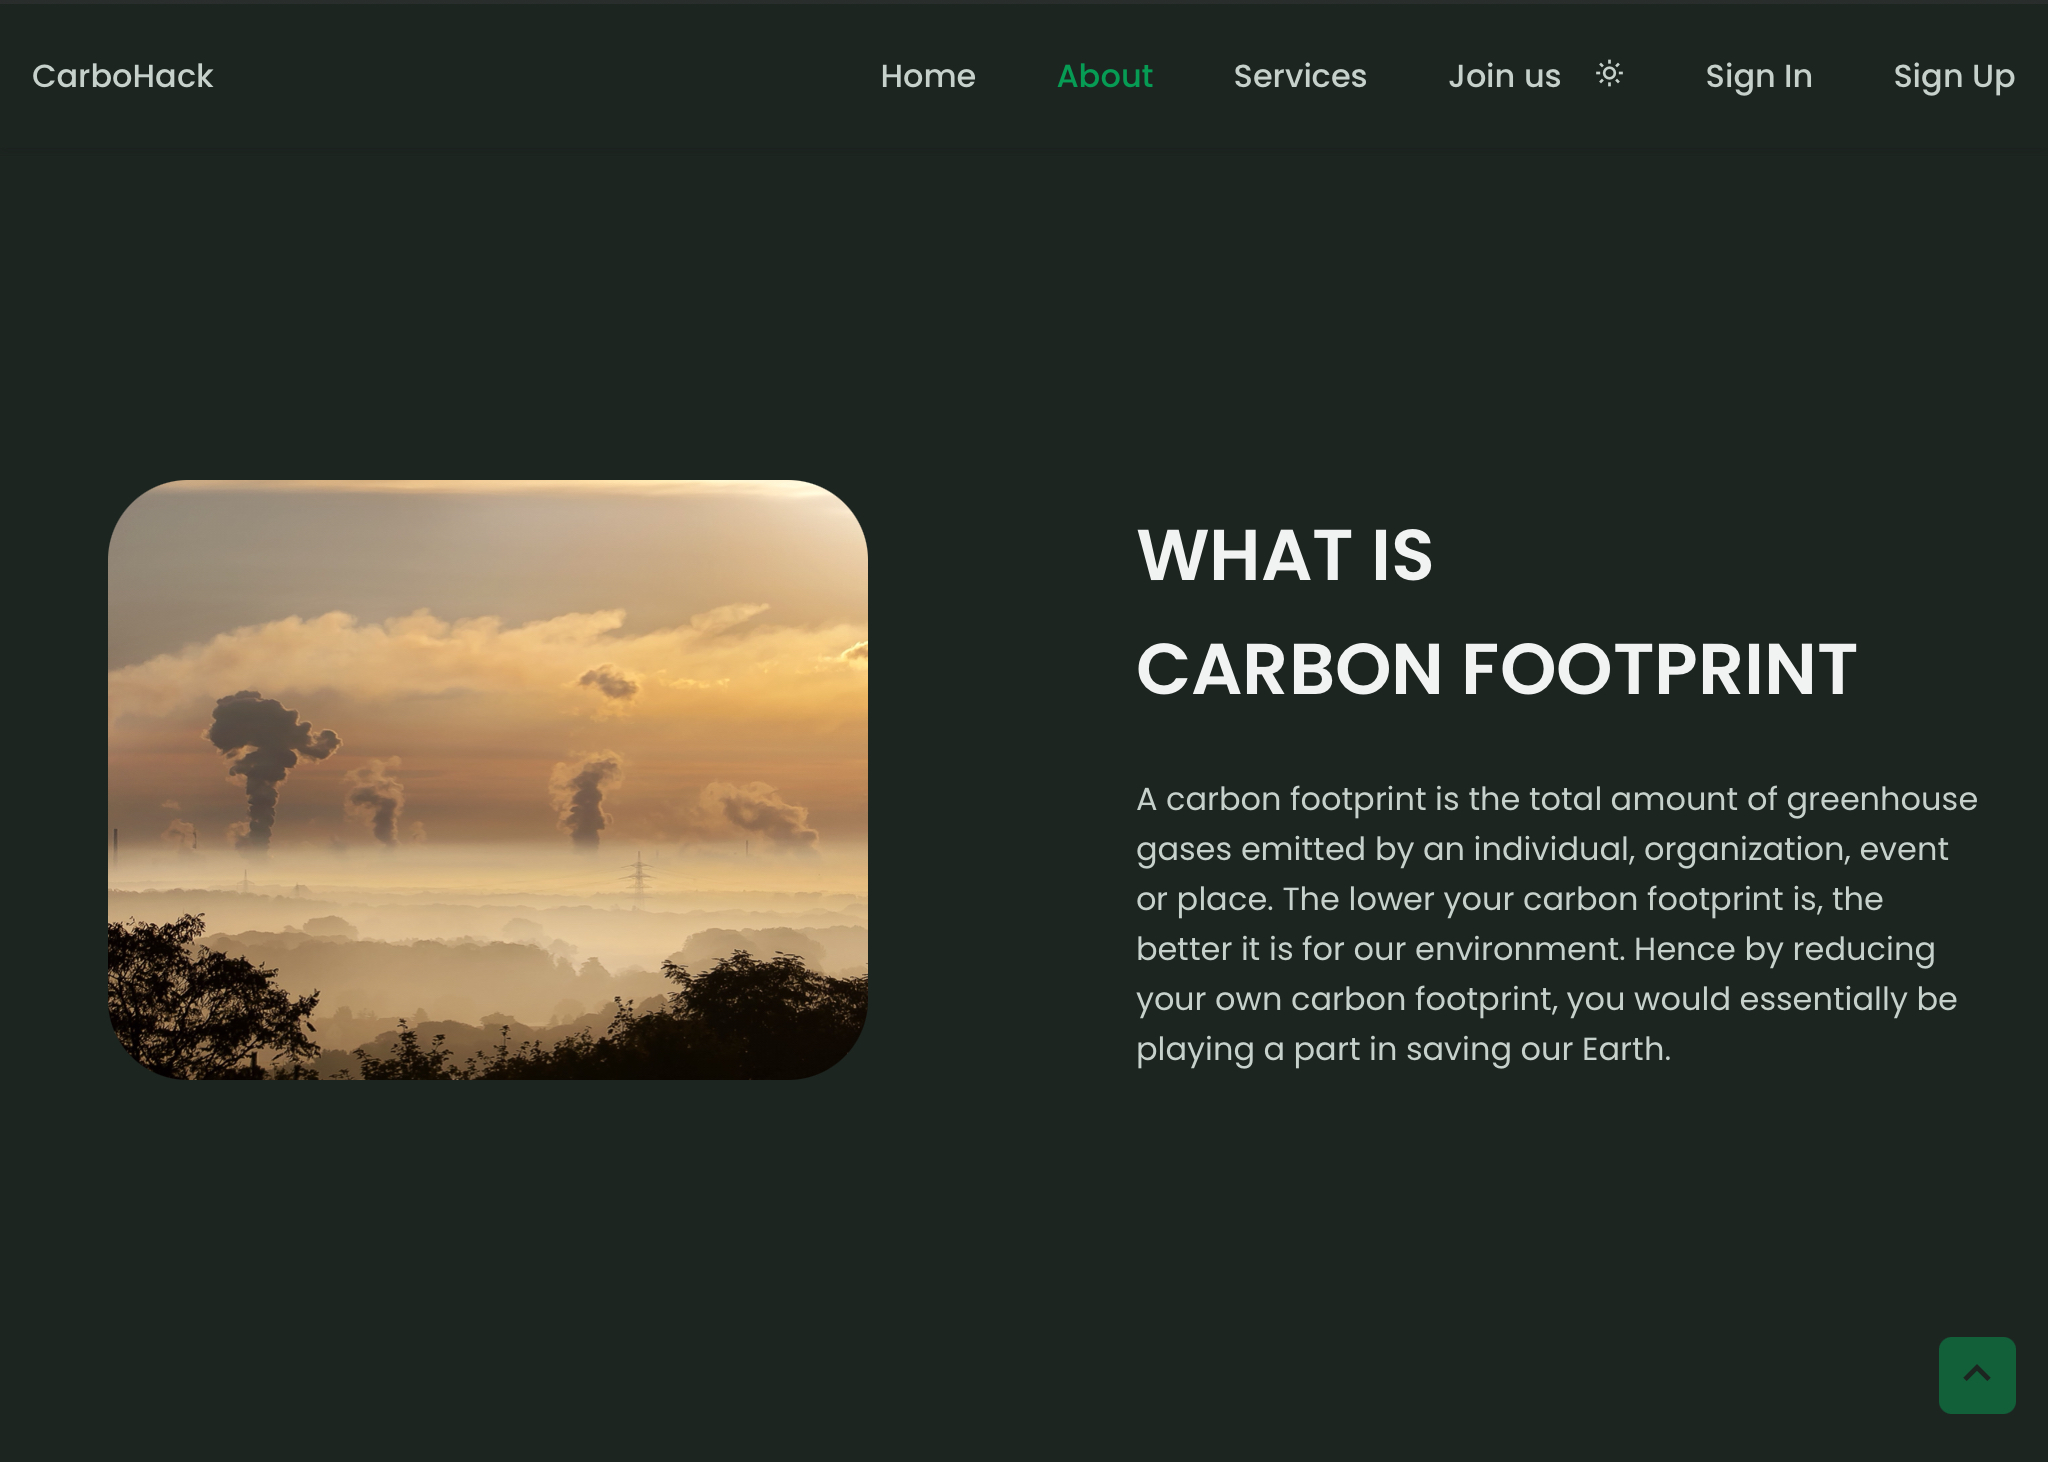 CarboHack
Home
About
Services
Join us
Sign In
Sign Up
WHAT IS
CARBON FOOTPRINT
A carbon footprint is the total amount of greenhouse
gases emitted by an individual, organization, event
or place. The lower your carbon footprint is, the
better it is for our environment. Hence by reducing
your own carbon footprint, you would essentially be
playing a part in saving our Earth.